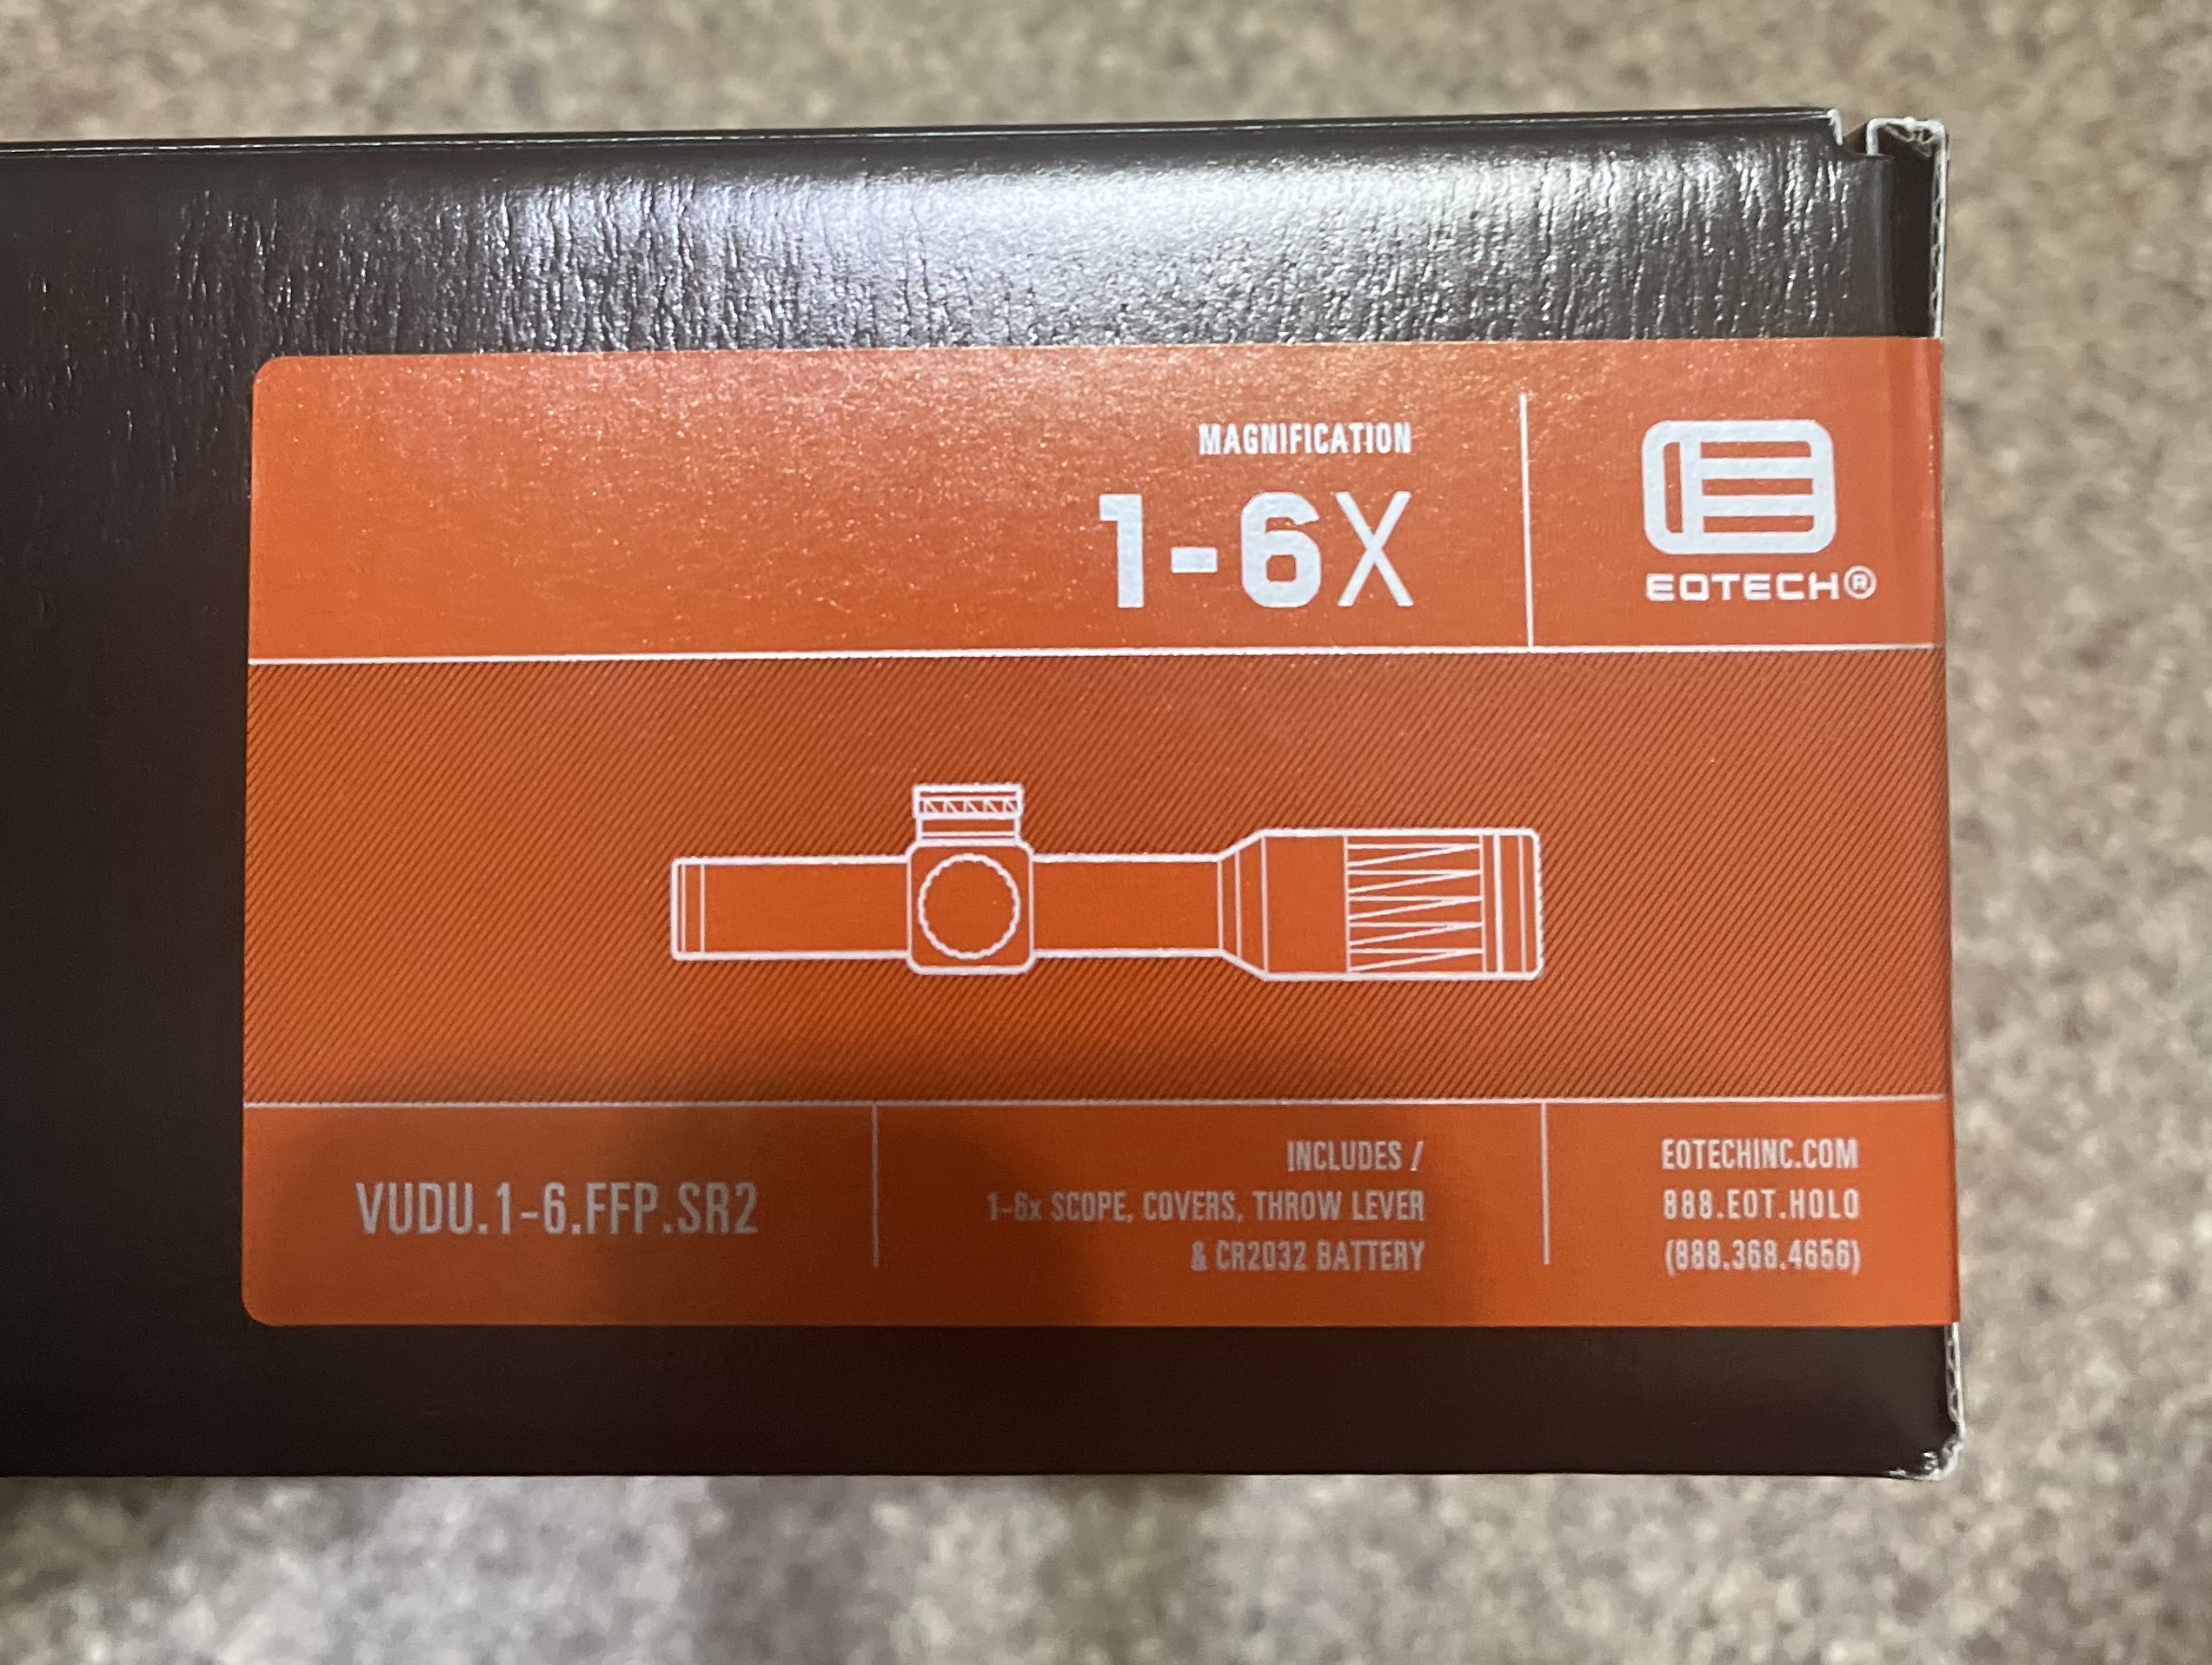 MAGNIFICATION
1-6X
EOTECH®
VUDU.1-6.FFP.SR2
INCLUDES /
1-6x SCOPE, COVERS, THROW LEVER
& CR2032 BATTERY
EOTECHINC.COM
888.EOT.HOLO
(888.368.4656)